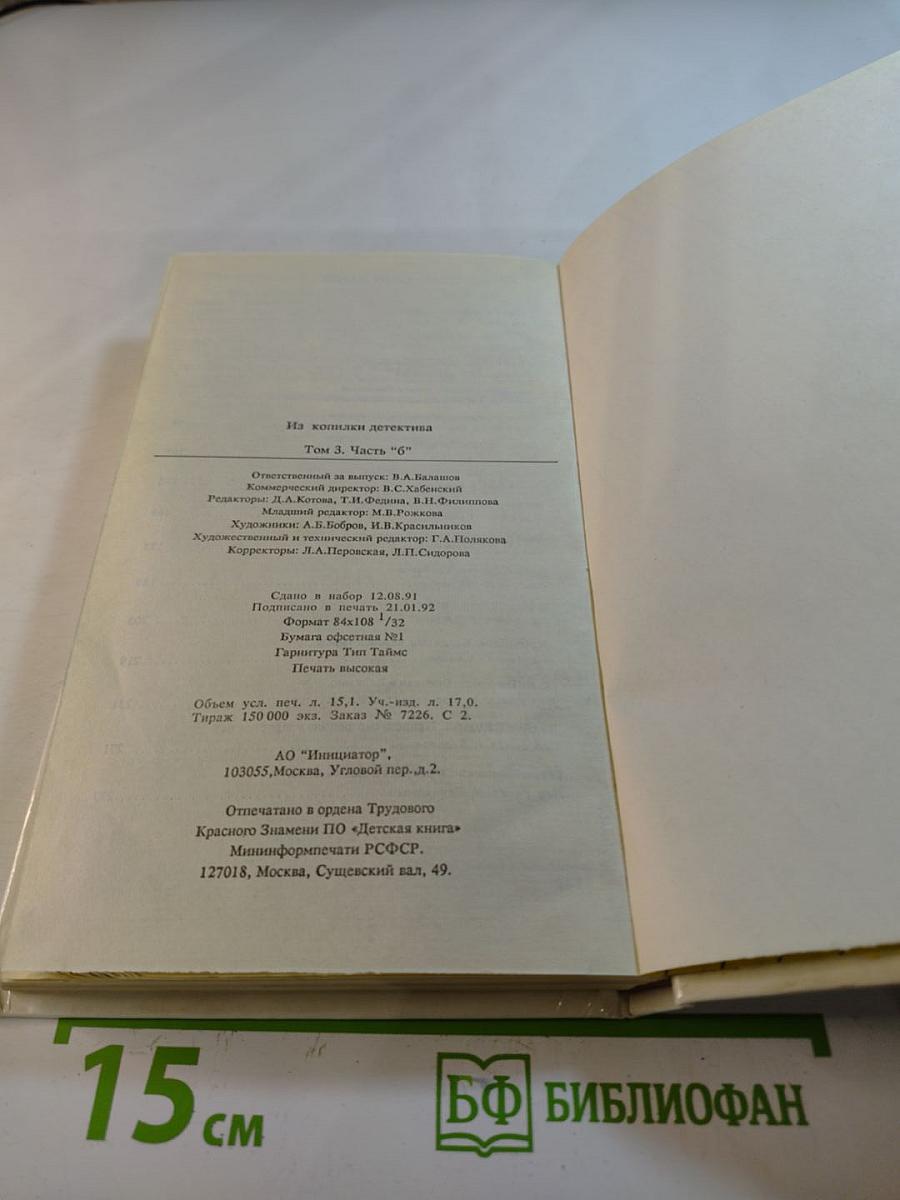 Из копилки детектива
Том 3. Часть "б"
Ответственный за выпуск: В.А.Балашов
Коммерческий директор: В.С.Хабенский
Редакторы: Д.А.Котова, Т.И.Федина, В.Н.Филиппова
Младший редактор: М.В.Рожкова
Художники: А.Б.Бобров, И.В.Красильников
Художественный и технический редактор: Г.А.Полякова
Корректоры: Л.А.Перовская, Л.П.Сидорова
Сдано в набор 12.08.91
Подписано в печать 21.01.92
Формат 84x108 1/32
Бумага офсетная №1
Гарнитура Тип Таймс
Печать высокая
Объем усл. печ. л. 15,1. Уч.-изд. л. 17,0.
Тираж 150 000 экз. Заказ № 7226. С 2.
АО "Инициатор",
103055,Москва, Угловой пер.,д.2.
Отпечатано в ордена Трудового
Красного Знамени ПО «Детская книга»
Мининформпечати РСФСР.
127018, Москва, Сущевский вал, 49.
15 см
БФ БИБЛИОФАН